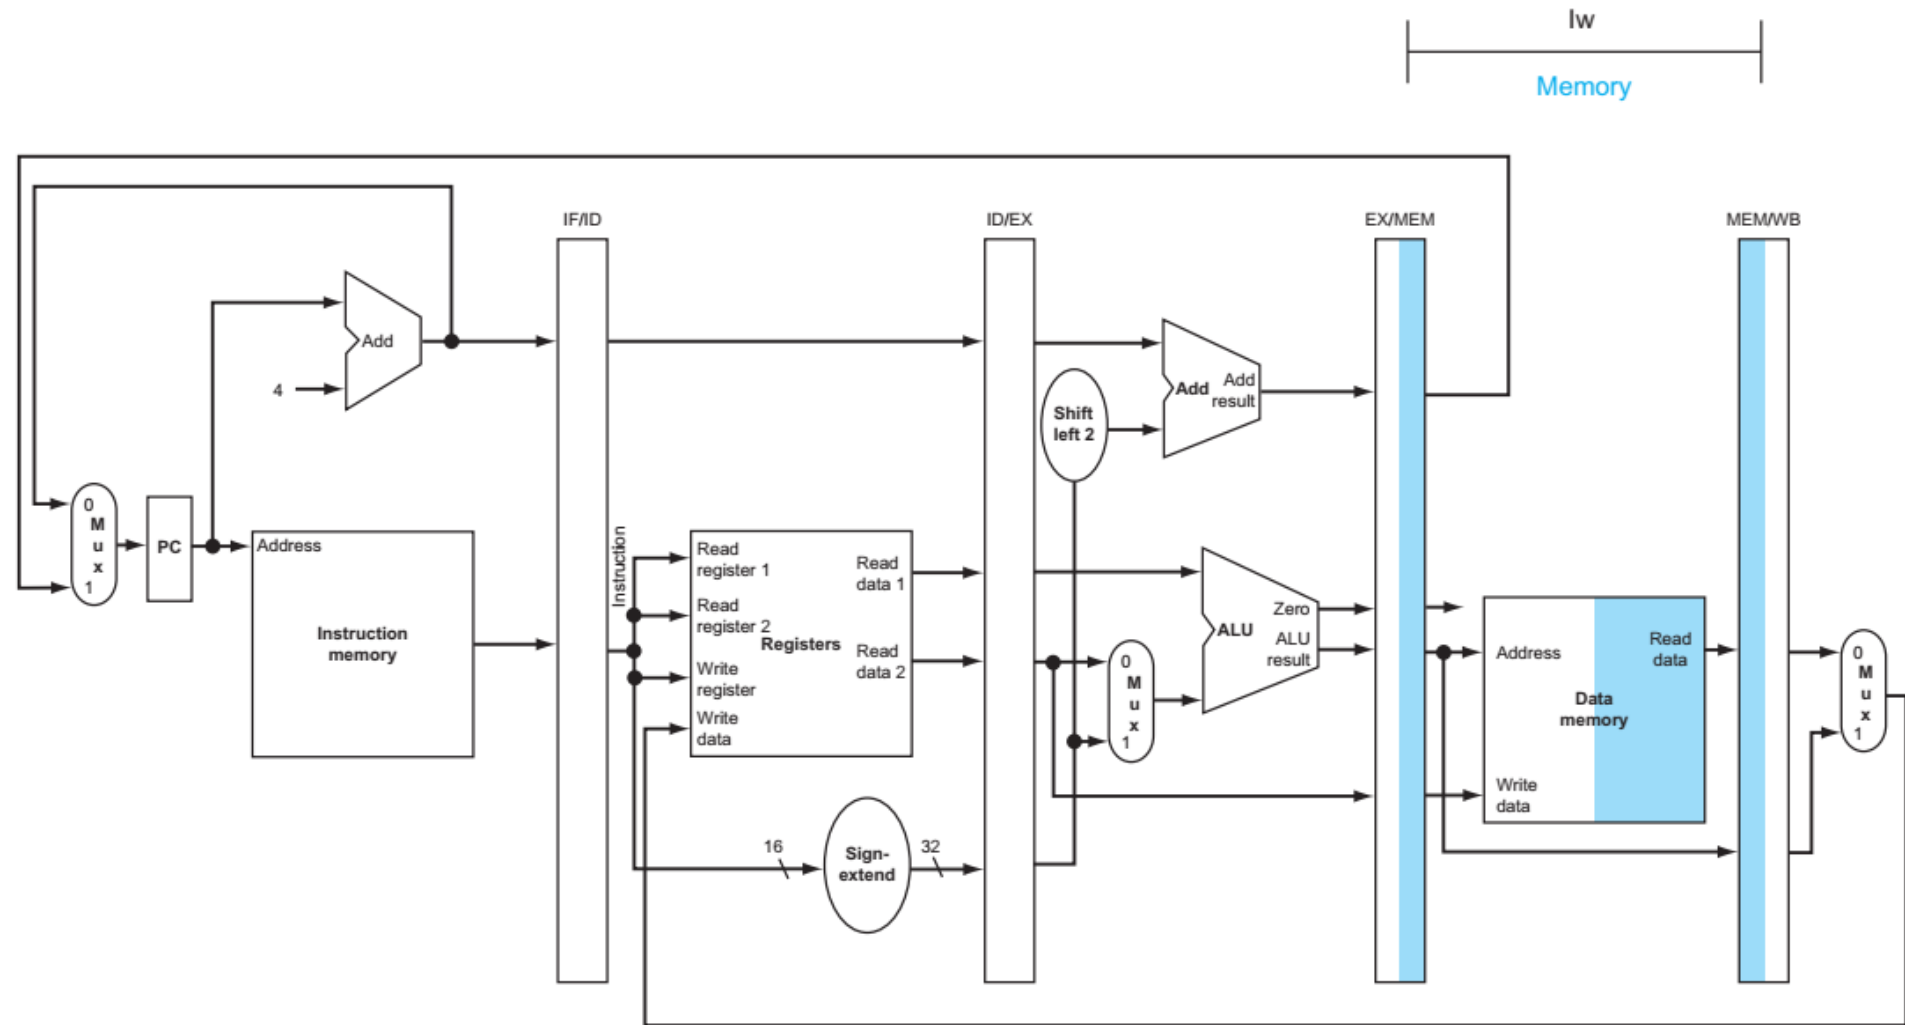 lw
Memory
IF/ID
ID/EX
EX/MEM
MEM/WB
Add
4
Add
Add
result
Shift
left 2
0
M
u
x
1
PC
Address
Instruction
memory
Instruction
Read
register 1
Read
register 2
Write
register
Write
data
Registers
Read
data 1
Read
data 2
16
Sign-
extend
32
0
M
u
x
1
ALU
Zero
ALU
result
Address
Write
data
Data
memory
Read
data
0
M
u
x
1